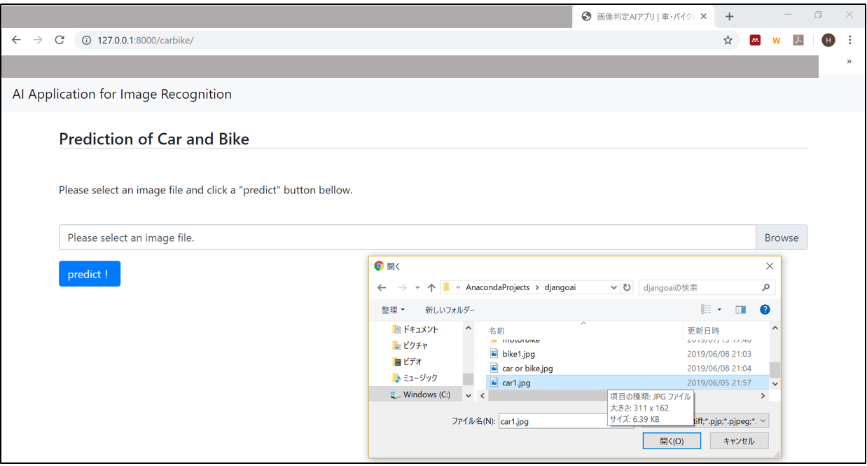 画像判定AIアプリ | 車・バイク
127.0.0.1:8000/carbike/
W
H
»
AI Application for Image Recognition
Prediction of Car and Bike
Please select an image file and click a "predict" button bellow.
Please select an image file.
Browse
predict !
開く
« AnacondaProjects > djangoai
djangoaiの検索
整理
新しいフォルダー
ドキュメント
ピクチャ
ビデオ
ミュージック
Windows (C:)
名前
更新日時
motorbike
2019/07/15 17:40
bike1.jpg
2019/06/08 21:03
car or bike.jpg
2019/06/08 21:04
car1.jpg
2019/06/05 21:57
項目の種類: JPG ファイル
大きさ: 311 x 162
サイズ: 6.39 KB
ファイル名(N):
car1.jpg
tiff;*.pjp;*.pjpeg;*.
開く(O)
キャンセル